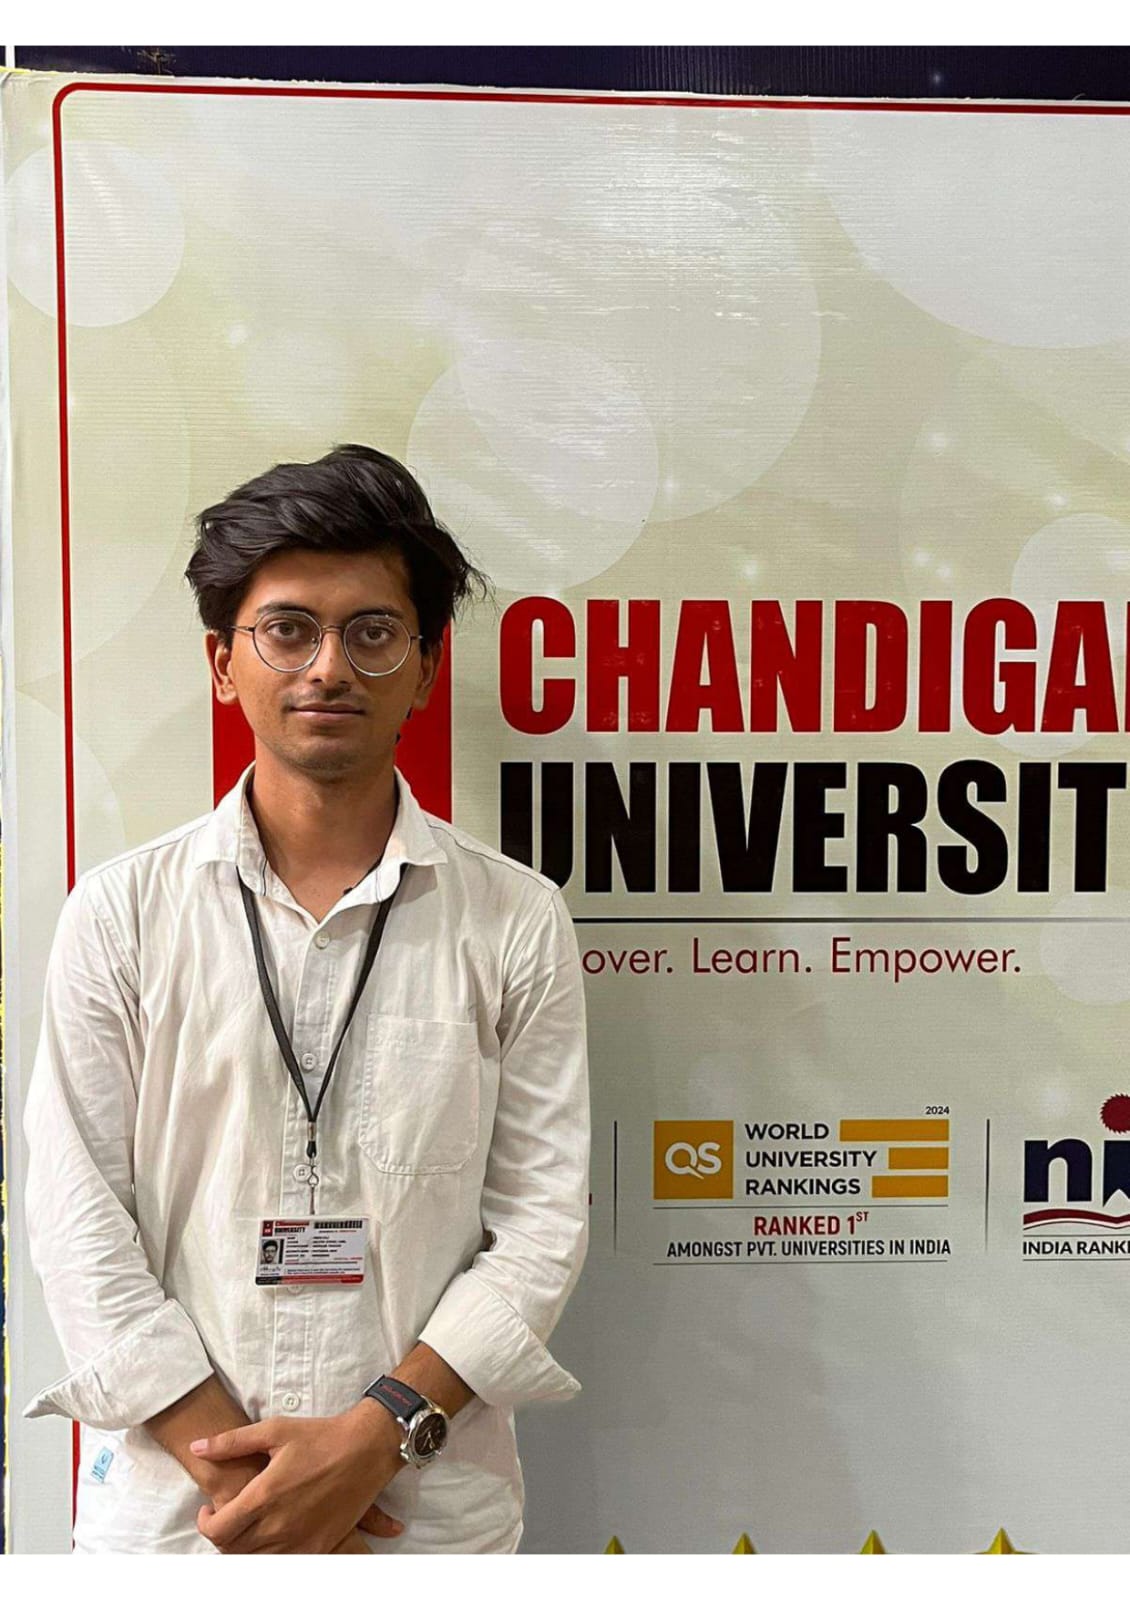 CHANDIGA
UNIVERSIT
over. Learn. Empower.
2024
QS
WORLD
UNIVERSITY
RANKINGS
RANKED 1ST
AMONGST PVT. UNIVERSITIES IN INDIA
INDIA RANK
UNIVERSITY